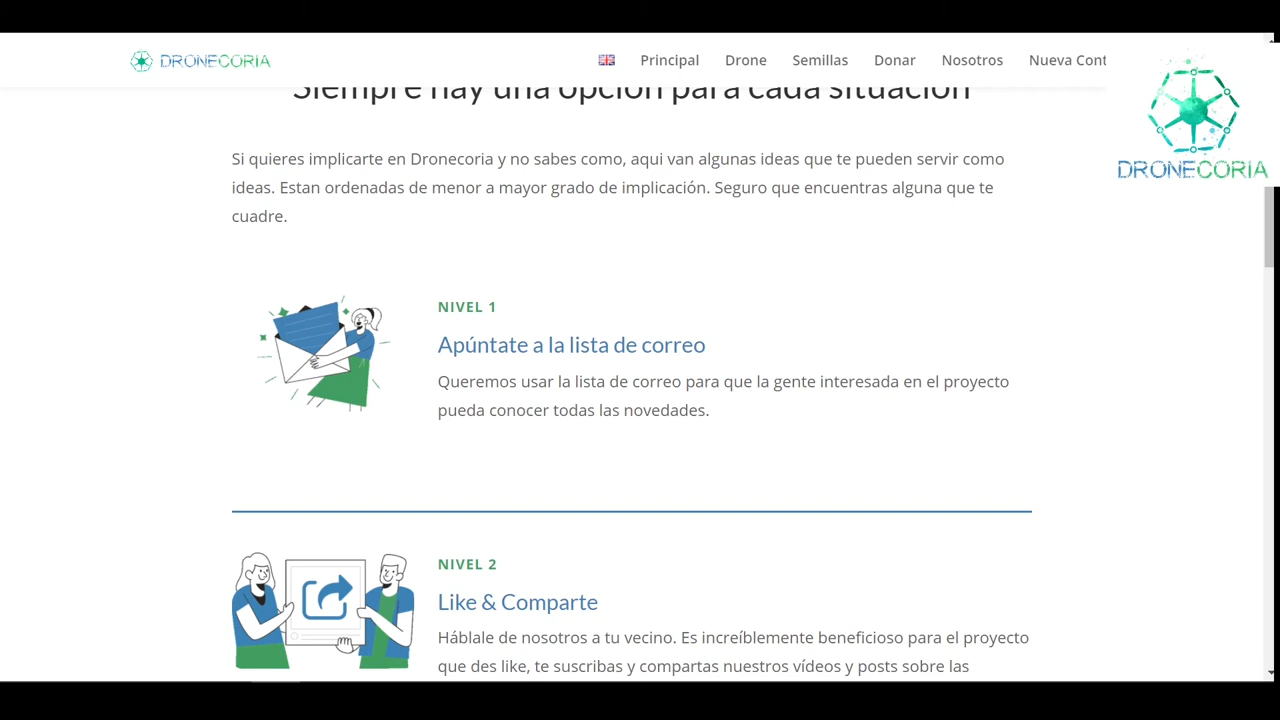 DRONECORIA
Principal
Drone
Semillas
Donar
Nosotros
Nueva Cont
DRONECORIA
Siempre hay una opción para cada situación
Si quieres implicarte en Dronecoria y no sabes como, aqui van algunas ideas que te pueden servir como
ideas. Estan ordenadas de menor a mayor grado de implicación. Seguro que encuentras alguna que te
cuadre.
NIVEL 1
Apúntate a la lista de correo
Queremos usar la lista de correo para que la gente interesada en el proyecto
pueda conocer todas las novedades.
NIVEL 2
Like & Comparte
Háblale de nosotros a tu vecino. Es increíblemente beneficioso para el proyecto
que des like, te suscribas y compartas nuestros vídeos y posts sobre las